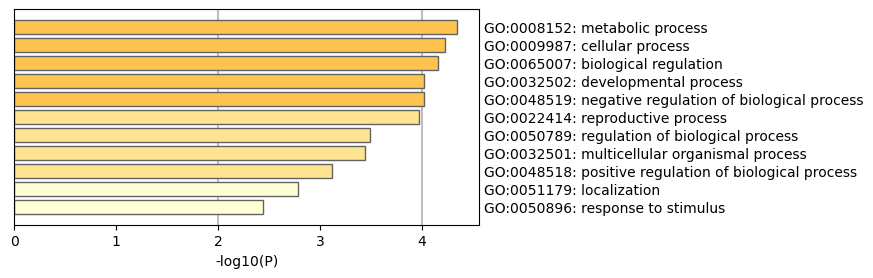 GO:0008152: metabolic process
GO:0009987: cellular process
GO:0065007: biological regulation
GO:0032502: developmental process
GO:0048519: negative regulation of biological process
GO:0022414: reproductive process
GO:0050789: regulation of biological process
GO:0032501: multicellular organismal process
GO:0048518: positive regulation of biological process
GO:0051179: localization
GO:0050896: response to stimulus
0 1 2 3 4
-log10(P)